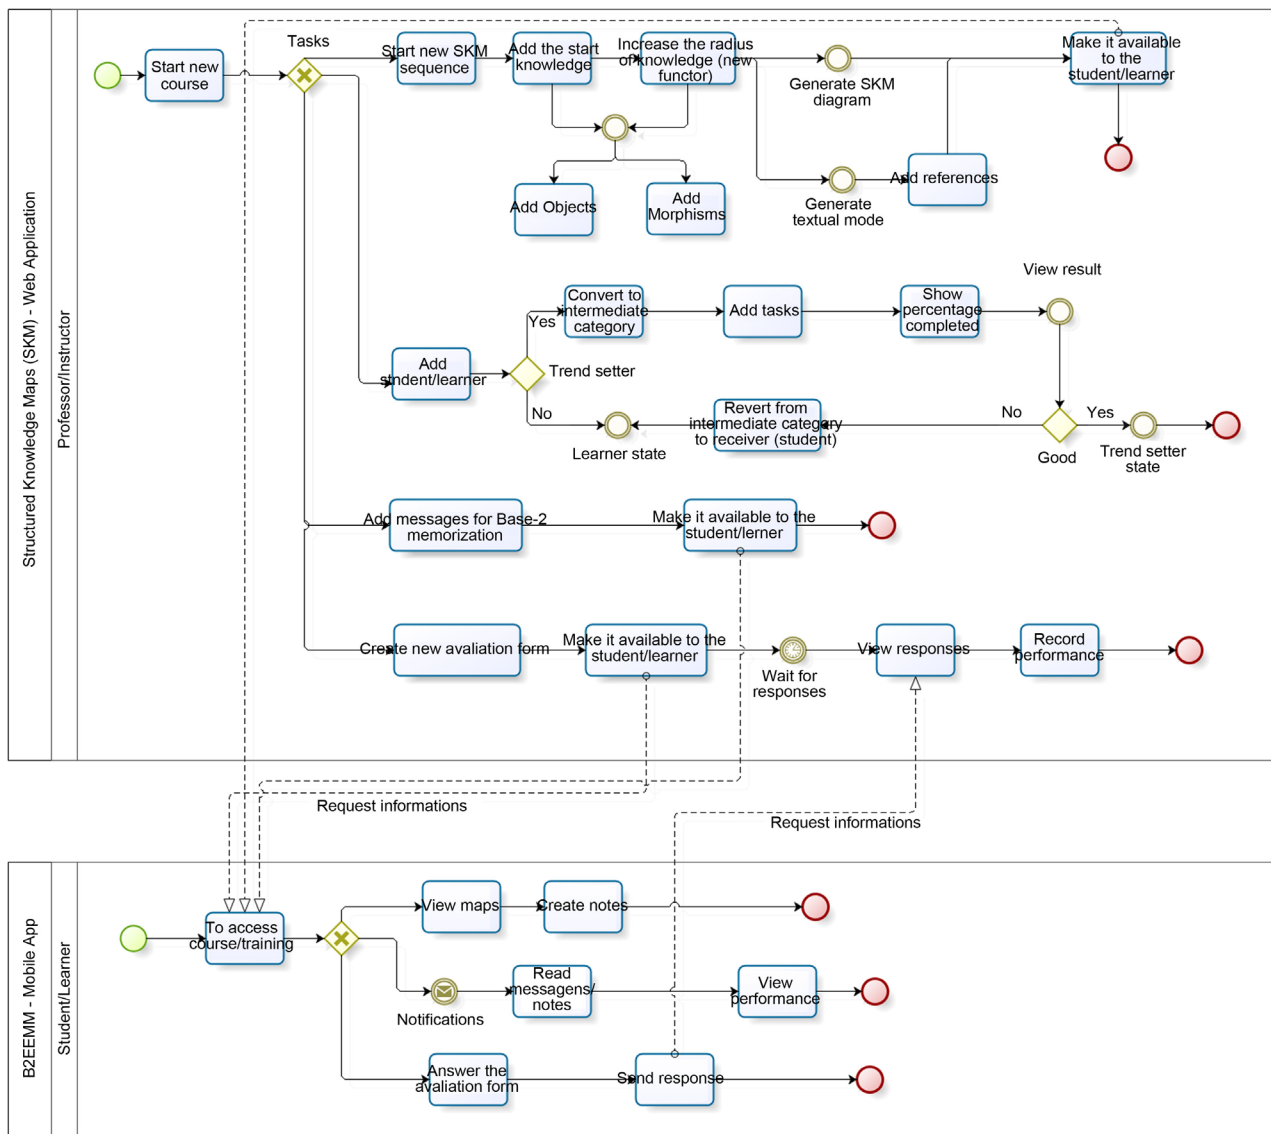 Structured Knowledge Maps (SKM) - Web Application
Professor/Instructor
Tasks
Start new
course
Start new SKM
sequence
Add the start
knowledge
Increase the radius
of knowledge (new
functor)
Generate SKM
diagram
Make it available
to the
student/learner
Add Objects
Add
Morphisms
Generate
textual mode
Add references
View result
Convert to
intermediate
category
Add tasks
Show
percentage
completed
Yes
Add
stndent/learner
Trend setter
No
Learner state
Revert from
intermediate category
to receiver (student)
No
Good
Yes
Trend setter
state
Add messages for Base-2
memorization
Make it available to the
student/lerner
Create new avaliation form
Make it available to the
student/learner
Wait for
responses
View responses
Record
performance
Request informations
Request informations
B2EEMM - Mobile App
Student/Learner
To access
course/training
View maps
Create notes
Notifications
Read
messagens/
notes
View
performance
Answer the
avaliation form
Send response